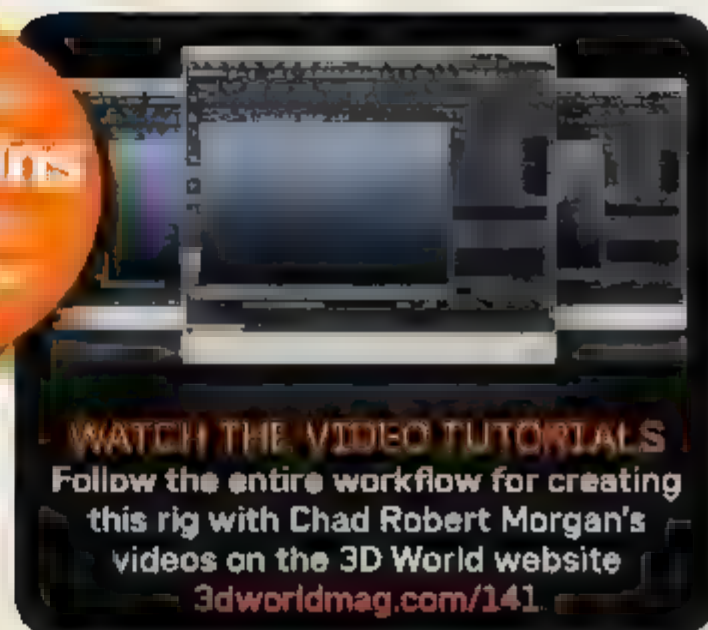 WATCH THE VIDEO TUTORIALS
Follow the entire workflow for creating
this rig with Chad Robert Morgan's
videos on the 3D World website
3dworldmag.com/141